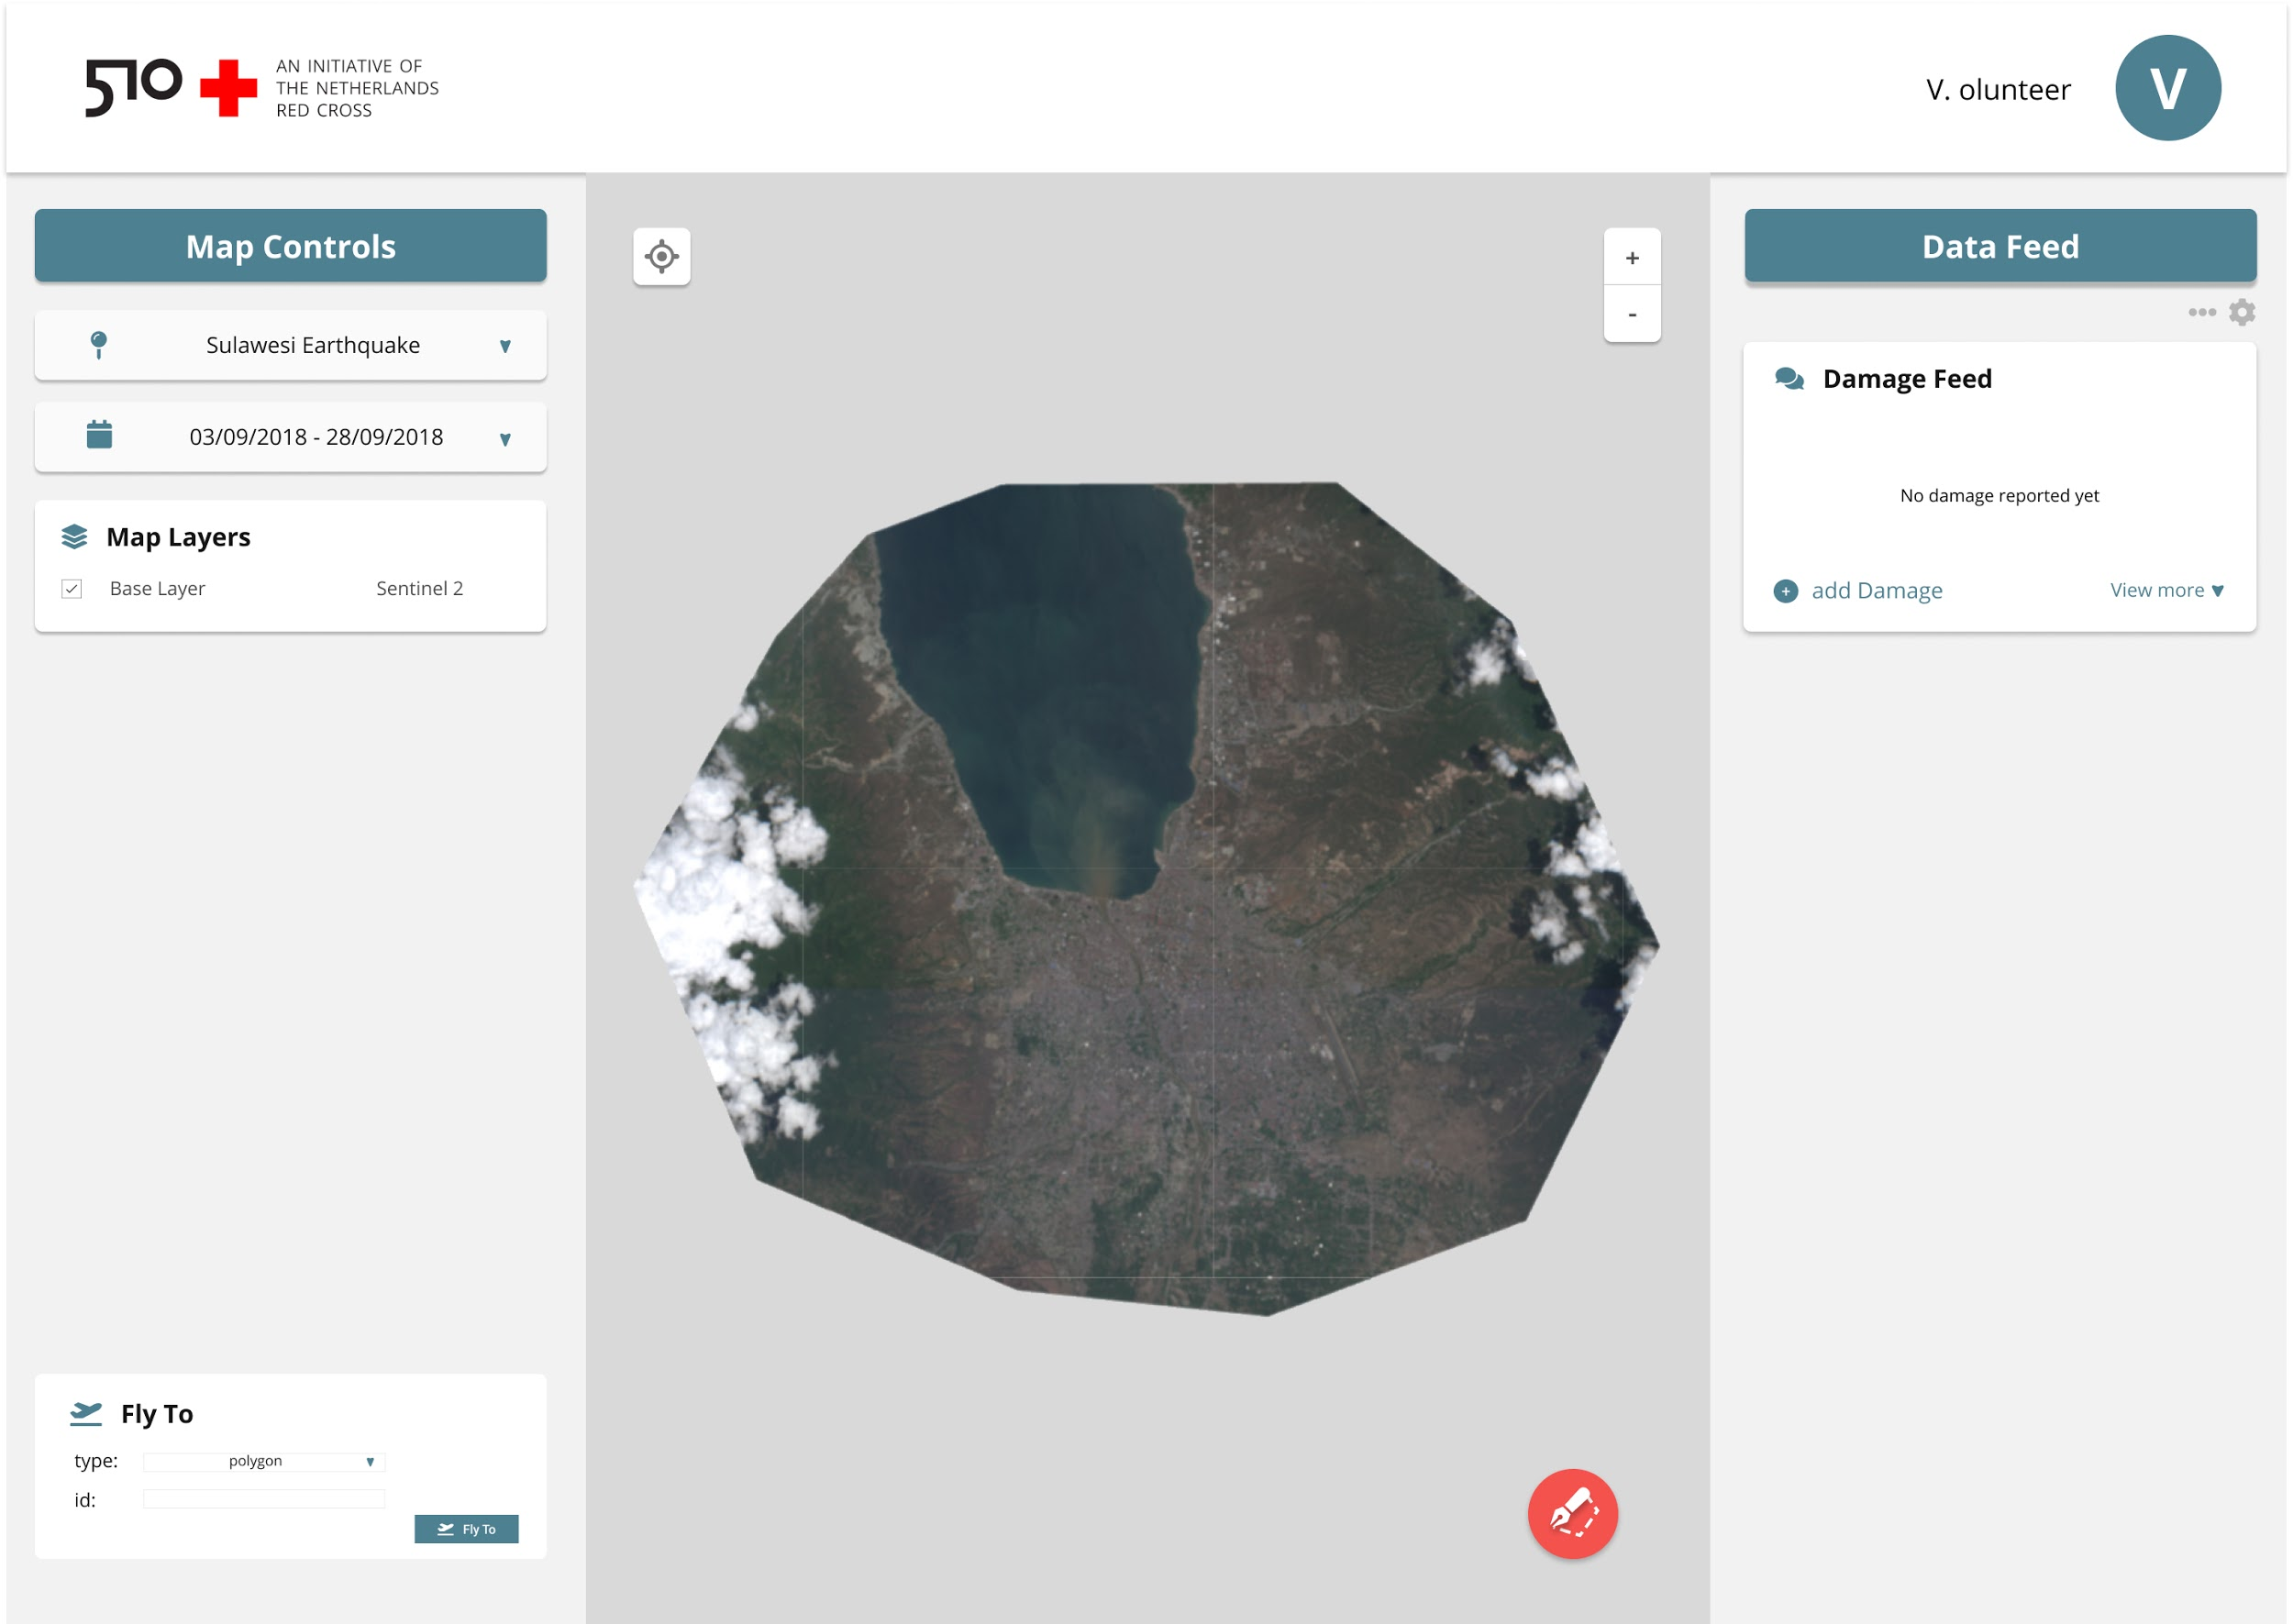 510
AN INITIATIVE OF
THE NETHERLANDS
RED CROSS
V. olunteer
V
Map Controls
Sulawesi Earthquake
03/09/2018 - 28/09/2018
Map Layers
Base Layer Sentinel 2
Fly To
type: polygon
id:
Fly To
+
-
Data Feed
Damage Feed
No damage reported yet
add Damage View more